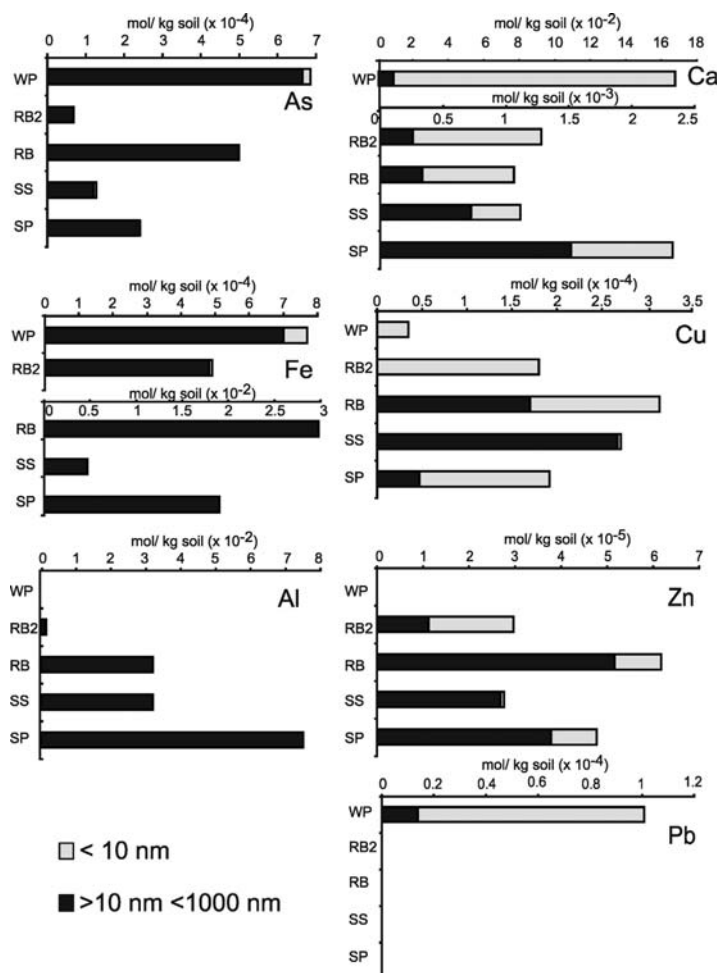 mol/ kg soil (x 10-4)
0 1 2 3 4 5 6 7
WP
RB2
RB
SS
SP
As
mol/ kg soil (x 10-2)
0 2 4 6 8 10 12 14 16 18
WP
Ca
mol/ kg soil (x 10-3)
0.5 1 1.5 2 2.5
RB2
RB
SS
SP
mol/ kg soil (x 10-4)
0 1 2 3 4 5 6 7 8
WP
RB2
Fe
mol/ kg soil (x 10-2)
0 0.5 1 1.5 2 2.5 3
RB
SS
SP
mol/ kg soil (x 10-4)
0 0.5 1 1.5 2 2.5 3 3.5
WP
Cu
RB2
RB
SS
SP
mol/ kg soil (x 10-2)
0 1 2 3 4 5 6 7 8
WP
Al
RB2
RB
SS
SP
mol/ kg soil (x 10-5)
0 1 2 3 4 5 6 7
WP
Zn
RB2
RB
SS
SP
mol/ kg soil (x 10-4)
0 0.2 0.4 0.6 0.8 1 1.2
WP
Pb
RB2
RB
SS
SP
< 10 nm
>10 nm <1000 nm